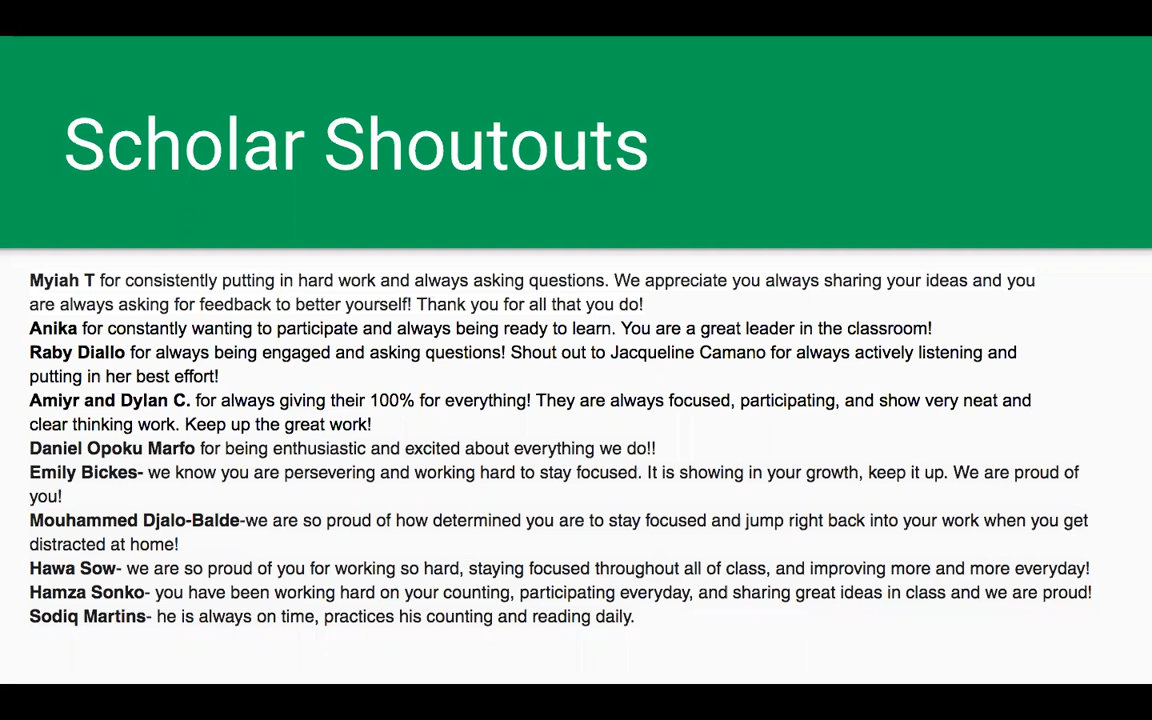 Scholar Shoutouts
Myiah T for consistently putting in hard work and always asking questions. We appreciate you always sharing your ideas and you
are always asking for feedback to better yourself! Thank you for all that you do!
Anika for constantly wanting to participate and always being ready to learn. You are a great leader in the classroom!
Raby Diallo for always being engaged and asking questions! Shout out to Jacqueline Camano for always actively listening and
putting in her best effort!
Amiyr and Dylan C. for always giving their 100% for everything! They are always focused, participating, and show very neat and
clear thinking work. Keep up the great work!
Daniel Opoku Marfo for being enthusiastic and excited about everything we do!!
Emily Bickes- we know you are persevering and working hard to stay focused. It is showing in your growth, keep it up. We are proud of
you!
Mouhammed Djalo-Balde-we are so proud of how determined you are to stay focused and jump right back into your work when you get
distracted at home!
Hawa Sow- we are so proud of you for working so hard, staying focused throughout all of class, and improving more and more everyday!
Hamza Sonko- you have been working hard on your counting, participating everyday, and sharing great ideas in class and we are proud!
Sodiq Martins- he is always on time, practices his counting and reading daily.